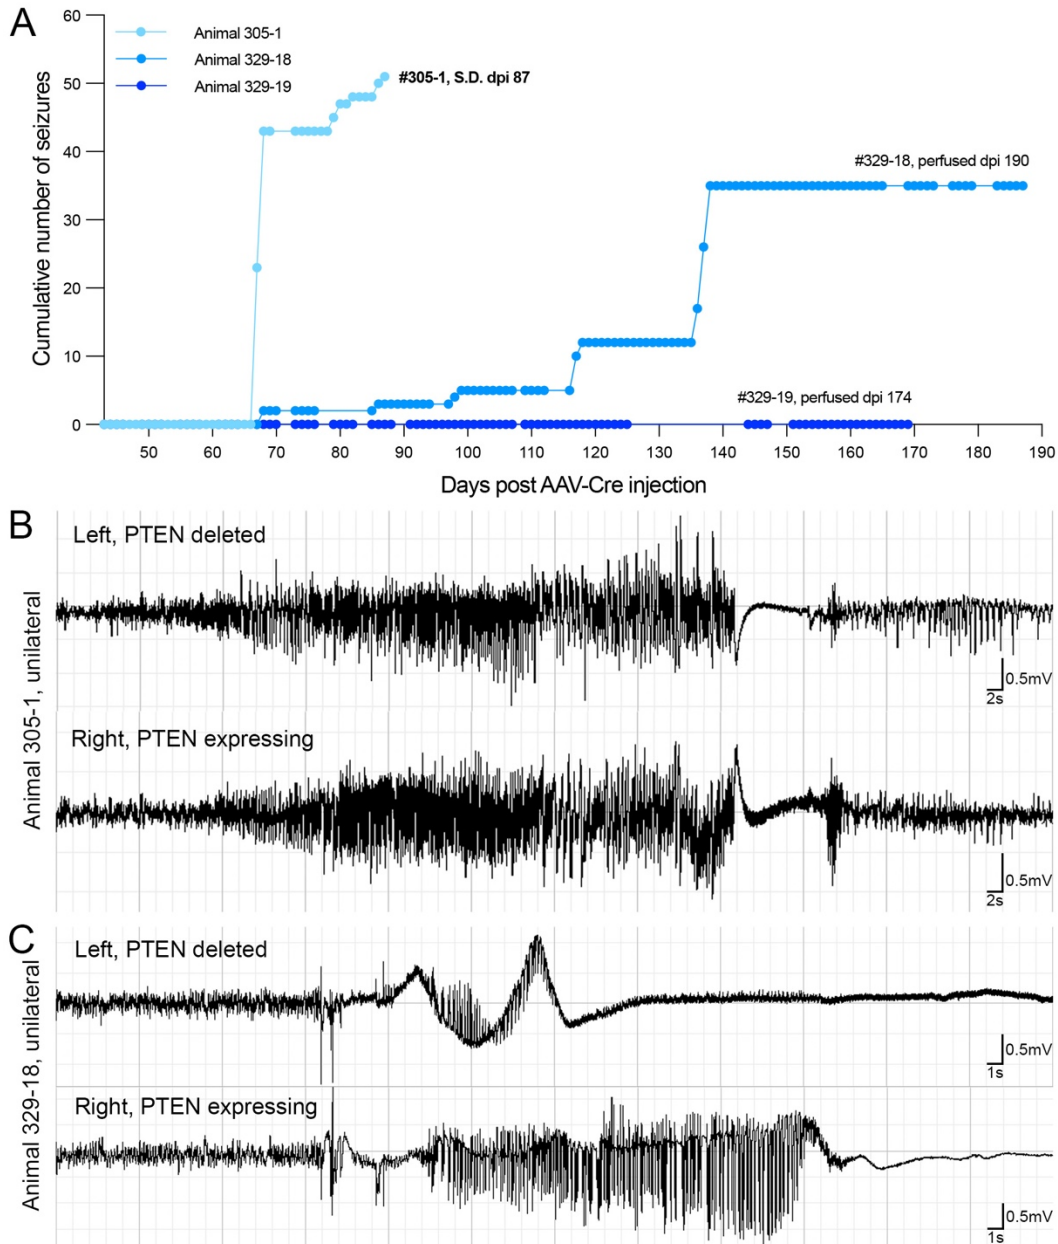 A
Cumulative number of seizures
60
50
40
30
20
10
0
Animal 305-1
Animal 329-18
Animal 329-19
#305-1, S.D. dpi 87
#329-18, perfused dpi 190
#329-19, perfused dpi 174
50 60 70 80 90 100 110 120 130 140 150 160 170 180 190
Days post AAV-Cre injection
B
Animal 305-1, unilateral
Left, PTEN deleted
0.5mV
2s
Right, PTEN expressing
0.5mV
2s
C
Animal 329-18, unilateral
Left, PTEN deleted
0.5mV
1s
Right, PTEN expressing
0.5mV
1s